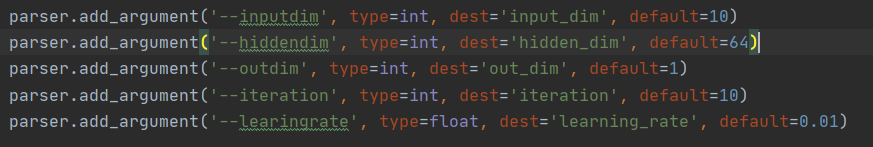 parser.add_argument('--inputdim', type=int, dest='input_dim', default=10)
parser.add_argument('--hiddendim', type=int, dest='hidden_dim', default=64)
parser.add_argument('--outdim', type=int, dest='out_dim', default=1)
parser.add_argument('--iteration', type=int, dest='iteration', default=10)
parser.add_argument('--learingrate', type=float, dest='learning_rate', default=0.01)